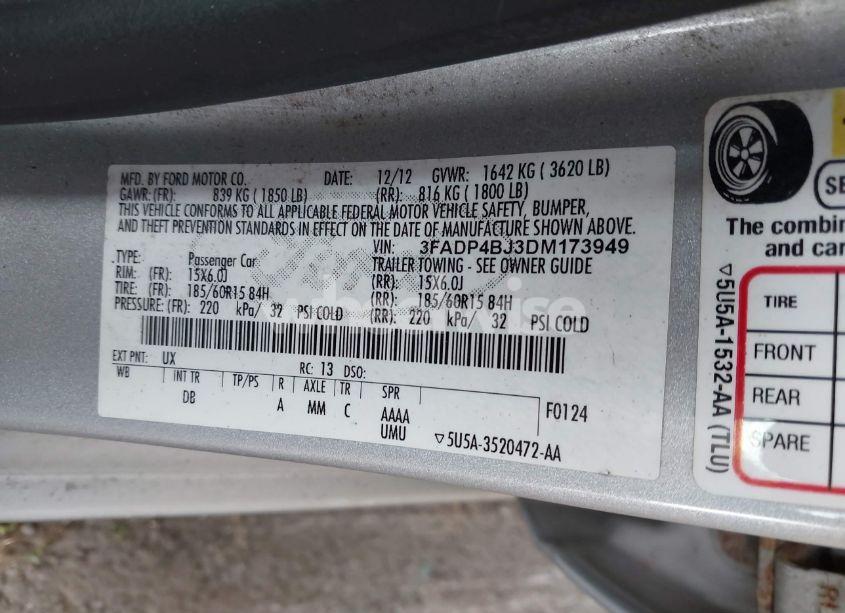 MFD. BY FORD MOTOR CO. DATE: 12/12 GVWR: 1642 KG ( 3620 LB)
GAWR: (FR): 839 KG ( 1850 LB) (RR): 816 KG ( 1800 LB)
THIS VEHICLE CONFORMS TO ALL APPLICABLE FEDERAL MOTOR VEHICLE SAFETY, BUMPER,
AND THEFT PREVENTION STANDARDS IN EFFECT ON THE DATE OF MANUFACTURE SHOWN ABOVE.
VIN: 3FADP4BJ3DM173949
TYPE: Passenger Car TRAILER TOWING - SEE OWNER GUIDE
RIM: (FR): 15X6.0J (RR): 15X6.0J
TIRE: (FR): 185/60R15 84H (RR): 185/60R15 84H
PRESSURE: (FR): 220 kPa/ 32 PSI COLD (RR): 220 kPa/ 32 PSI COLD
EXT PNT: UX RC: 13 DSO:
WB INT TR TP/PS R AXLE TR SPR
DB A MM C AAAA F0124
UMU ▽5U5A-3520472-AA
The combin
and car
TIRE
FRONT
REAR
SPARE
▽5U5A-1532-AA (TLU)